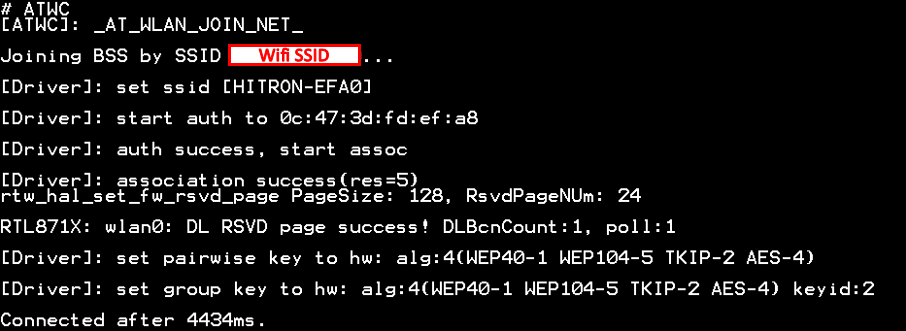 # ATWC
[ATWC]: _AT_WLAN_JOIN_NET_
Joining BSS by SSID Wifi SSID ...
[Driver]: set ssid [HITRON-EFA0]
[Driver]: start auth to 0c:47:3d:fd:ef:a8
[Driver]: auth success, start assoc
[Driver]: association success(res=5)
rtw_hal_set_fw_rsvd_page PageSize: 128, RsvdPageNUm: 24
RTL871X: wlan0: DL RSVD page success! DLBcnCount:1, poll:1
[Driver]: set pairwise key to hw: alg:4(WEP40-1 WEP104-5 TKIP-2 AES-4)
[Driver]: set group key to hw: alg:4(WEP40-1 WEP104-5 TKIP-2 AES-4) keyid:2
Connected after 4434ms.